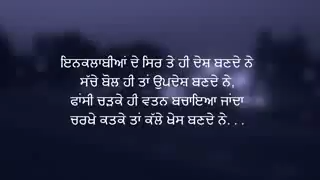 ਇਨਕਲਾਬੀਆਂ ਦੇ ਸਿਰ ਤੇ ਹੀ ਦੇਸ਼ ਬਣਦੇ ਨੇ
ਸੱਚੇ ਬੋਲ ਹੀ ਤਾਂ ਉਪਦੇਸ਼ ਬਣਦੇ ਨੇ,
ਫਾਂਸੀ ਚੜਕੇ ਹੀ ਵਤਨ ਬਚਾਇਆ ਜਾਂਦਾ
ਚਰਖੇ ਕਤਕੇ ਤਾਂ ਕੱਲੇ ਖੇਸ ਬਣਦੇ ਨੇ. . .